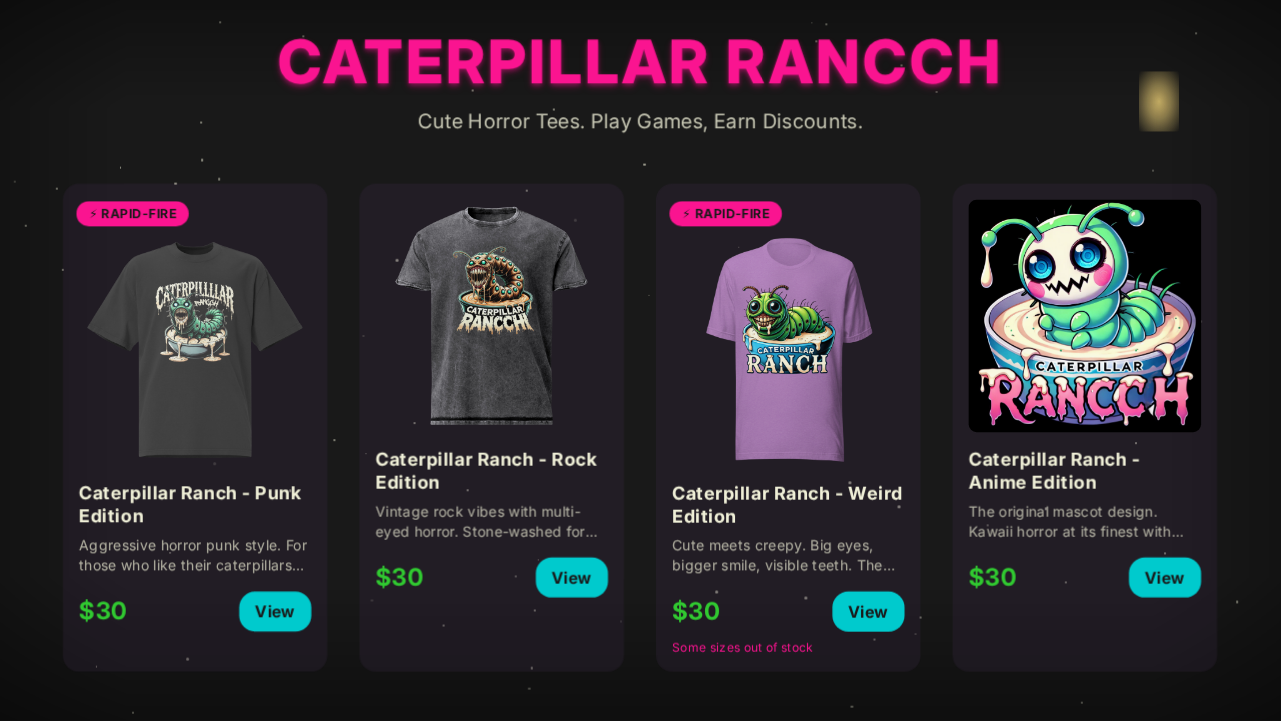 CATERPILLAR RANCCH
Cute Horror Tees. Play Games, Earn Discounts.
⚡ RAPID-FIRE
CATERPILLLLAR
RANCCH
Caterpillar Ranch - Punk
Edition
Aggressive horror punk style. For
those who like their caterpillars...
$30
View
CATERPILLAR
RANCCH
Caterpillar Ranch - Rock
Edition
Vintage rock vibes with multi-
eyed horror. Stone-washed for...
$30
View
⚡ RAPID-FIRE
CATERPILLAR
RANCH
Caterpillar Ranch - Weird
Edition
Cute meets creepy. Big eyes,
bigger smile, visible teeth. The...
$30
View
Some sizes out of stock
CATERPILLAR
RANCCH
Caterpillar Ranch -
Anime Edition
The original mascot design.
Kawaii horror at its finest with...
$30
View